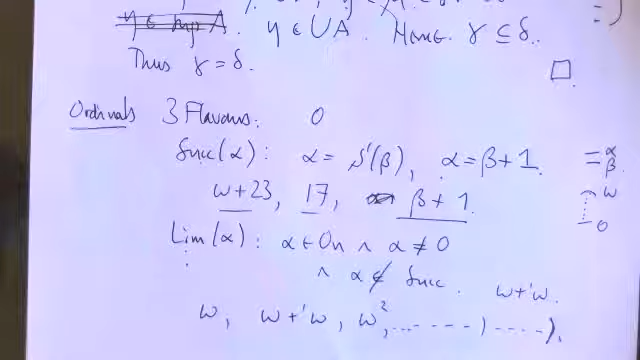 η ∈ ∪A. Hence γ ⊆ δ.
Thus γ = δ. □
Ordinals 3 Flavours: 0
Succ(α): α = S'(β), α = β + 1. = α β
ω + 23, 17, β + 1. ω
Lim(α): α ∈ On ∧ α ≠ 0 0
∧ α ∉ Succ. ω +' ω.
ω, ω +' ω, ω², ........ ) ..... ).